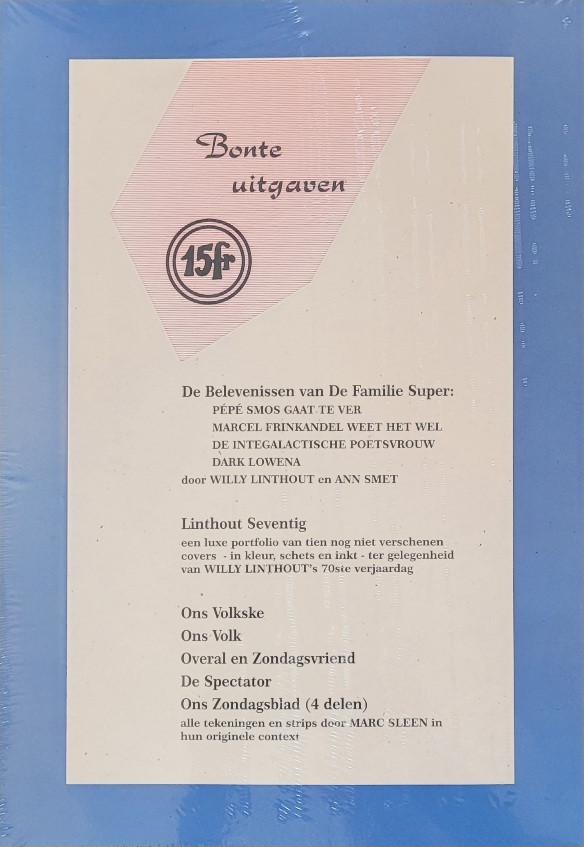 Bonte
uitgaven
15fr
De Belevenissen van De Familie Super:
PÉPÉ SMOS GAAT TE VER
MARCEL FRINKANDEL WEET HET WEL
DE INTEGALACTISCHE POETSVROUW
DARK LOWENA
door WILLY LINTHOUT en ANN SMET
Linthout Seventig
een luxe portfolio van tien nog niet verschenen
covers - in kleur, schets en inkt - ter gelegenheid
van WILLY LINTHOUT's 70ste verjaardag
Ons Volkske
Ons Volk
Overal en Zondagsvriend
De Spectator
Ons Zondagsblad (4 delen)
alle tekeningen en strips door MARC SLEEN in
hun originele context